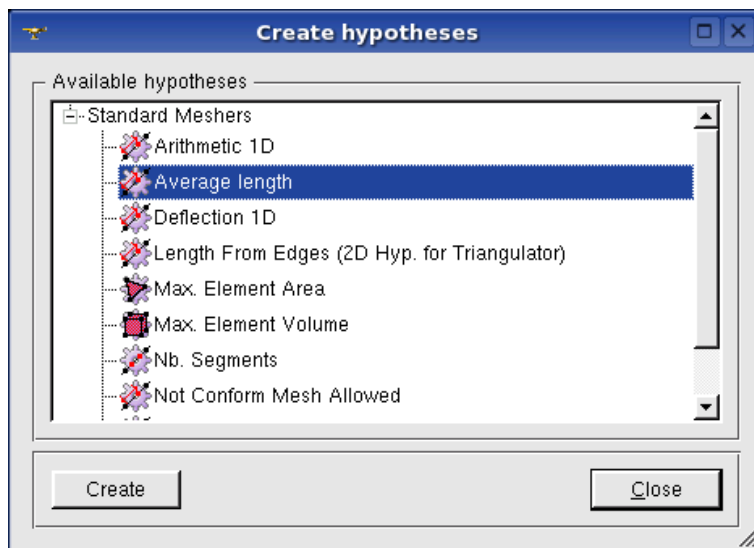 Create hypotheses
Available hypotheses
Standard Meshers
Arithmetic 1D
Average length
Deflection 1D
Length From Edges (2D Hyp. for Triangulator)
Max. Element Area
Max. Element Volume
Nb. Segments
Not Conform Mesh Allowed
Create
Close